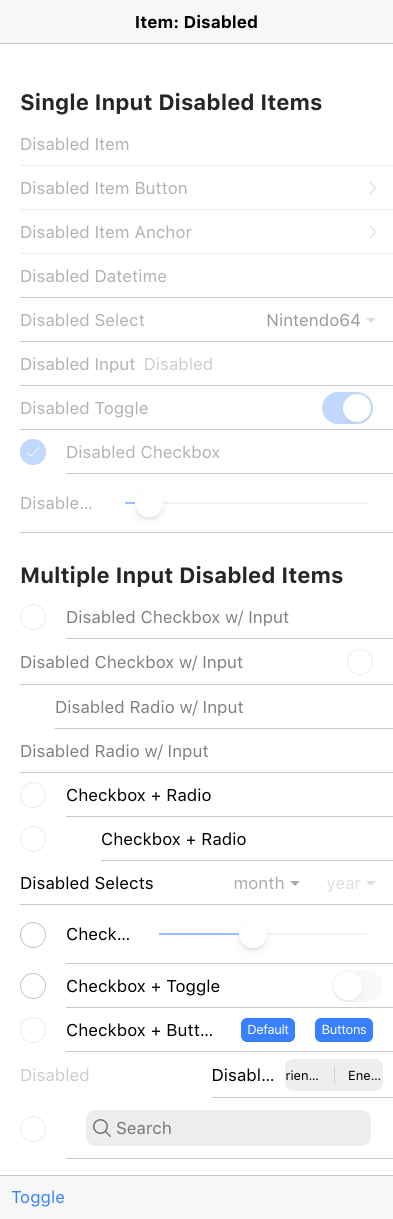 Item: Disabled
Single Input Disabled Items
Disabled Item
Disabled Item Button
Disabled Item Anchor
Disabled Datetime
Disabled Select Nintendo64
Disabled Input Disabled
Disabled Toggle
Disabled Checkbox
Disable...
Multiple Input Disabled Items
Disabled Checkbox w/ Input
Disabled Checkbox w/ Input
Disabled Radio w/ Input
Disabled Radio w/ Input
Checkbox + Radio
Checkbox + Radio
Disabled Selects month year
Check...
Checkbox + Toggle
Checkbox + Butt... Default Buttons
Disabled Disabl... rien... Ene...
Search
Toggle